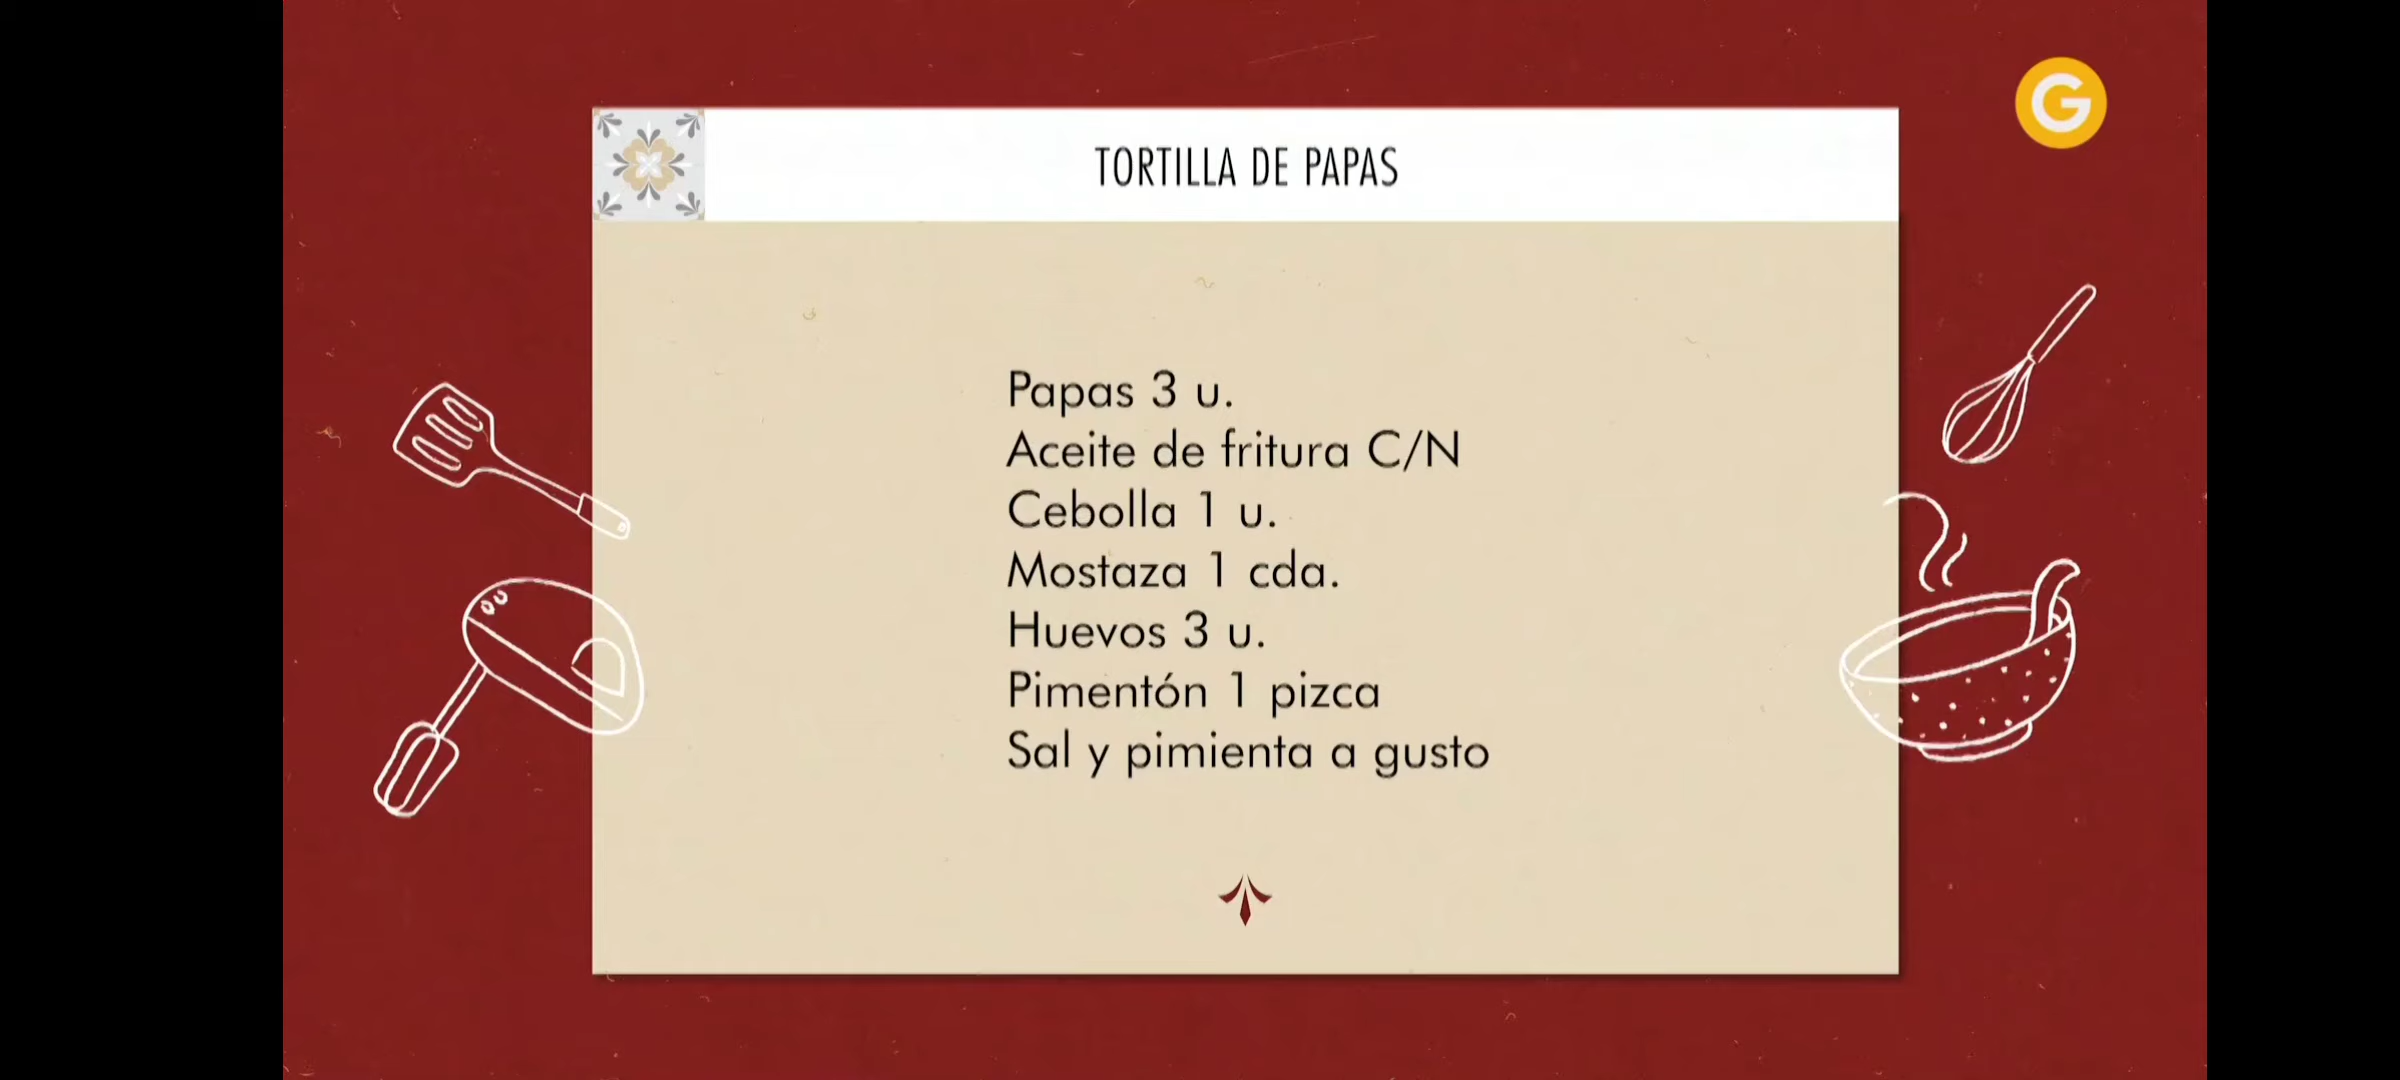 G
TORTILLA DE PAPAS
Papas 3 u.
Aceite de fritura C/N
Cebolla 1 u.
Mostaza 1 cda.
Huevos 3 u.
Pimentón 1 pizca
Sal y pimienta a gusto